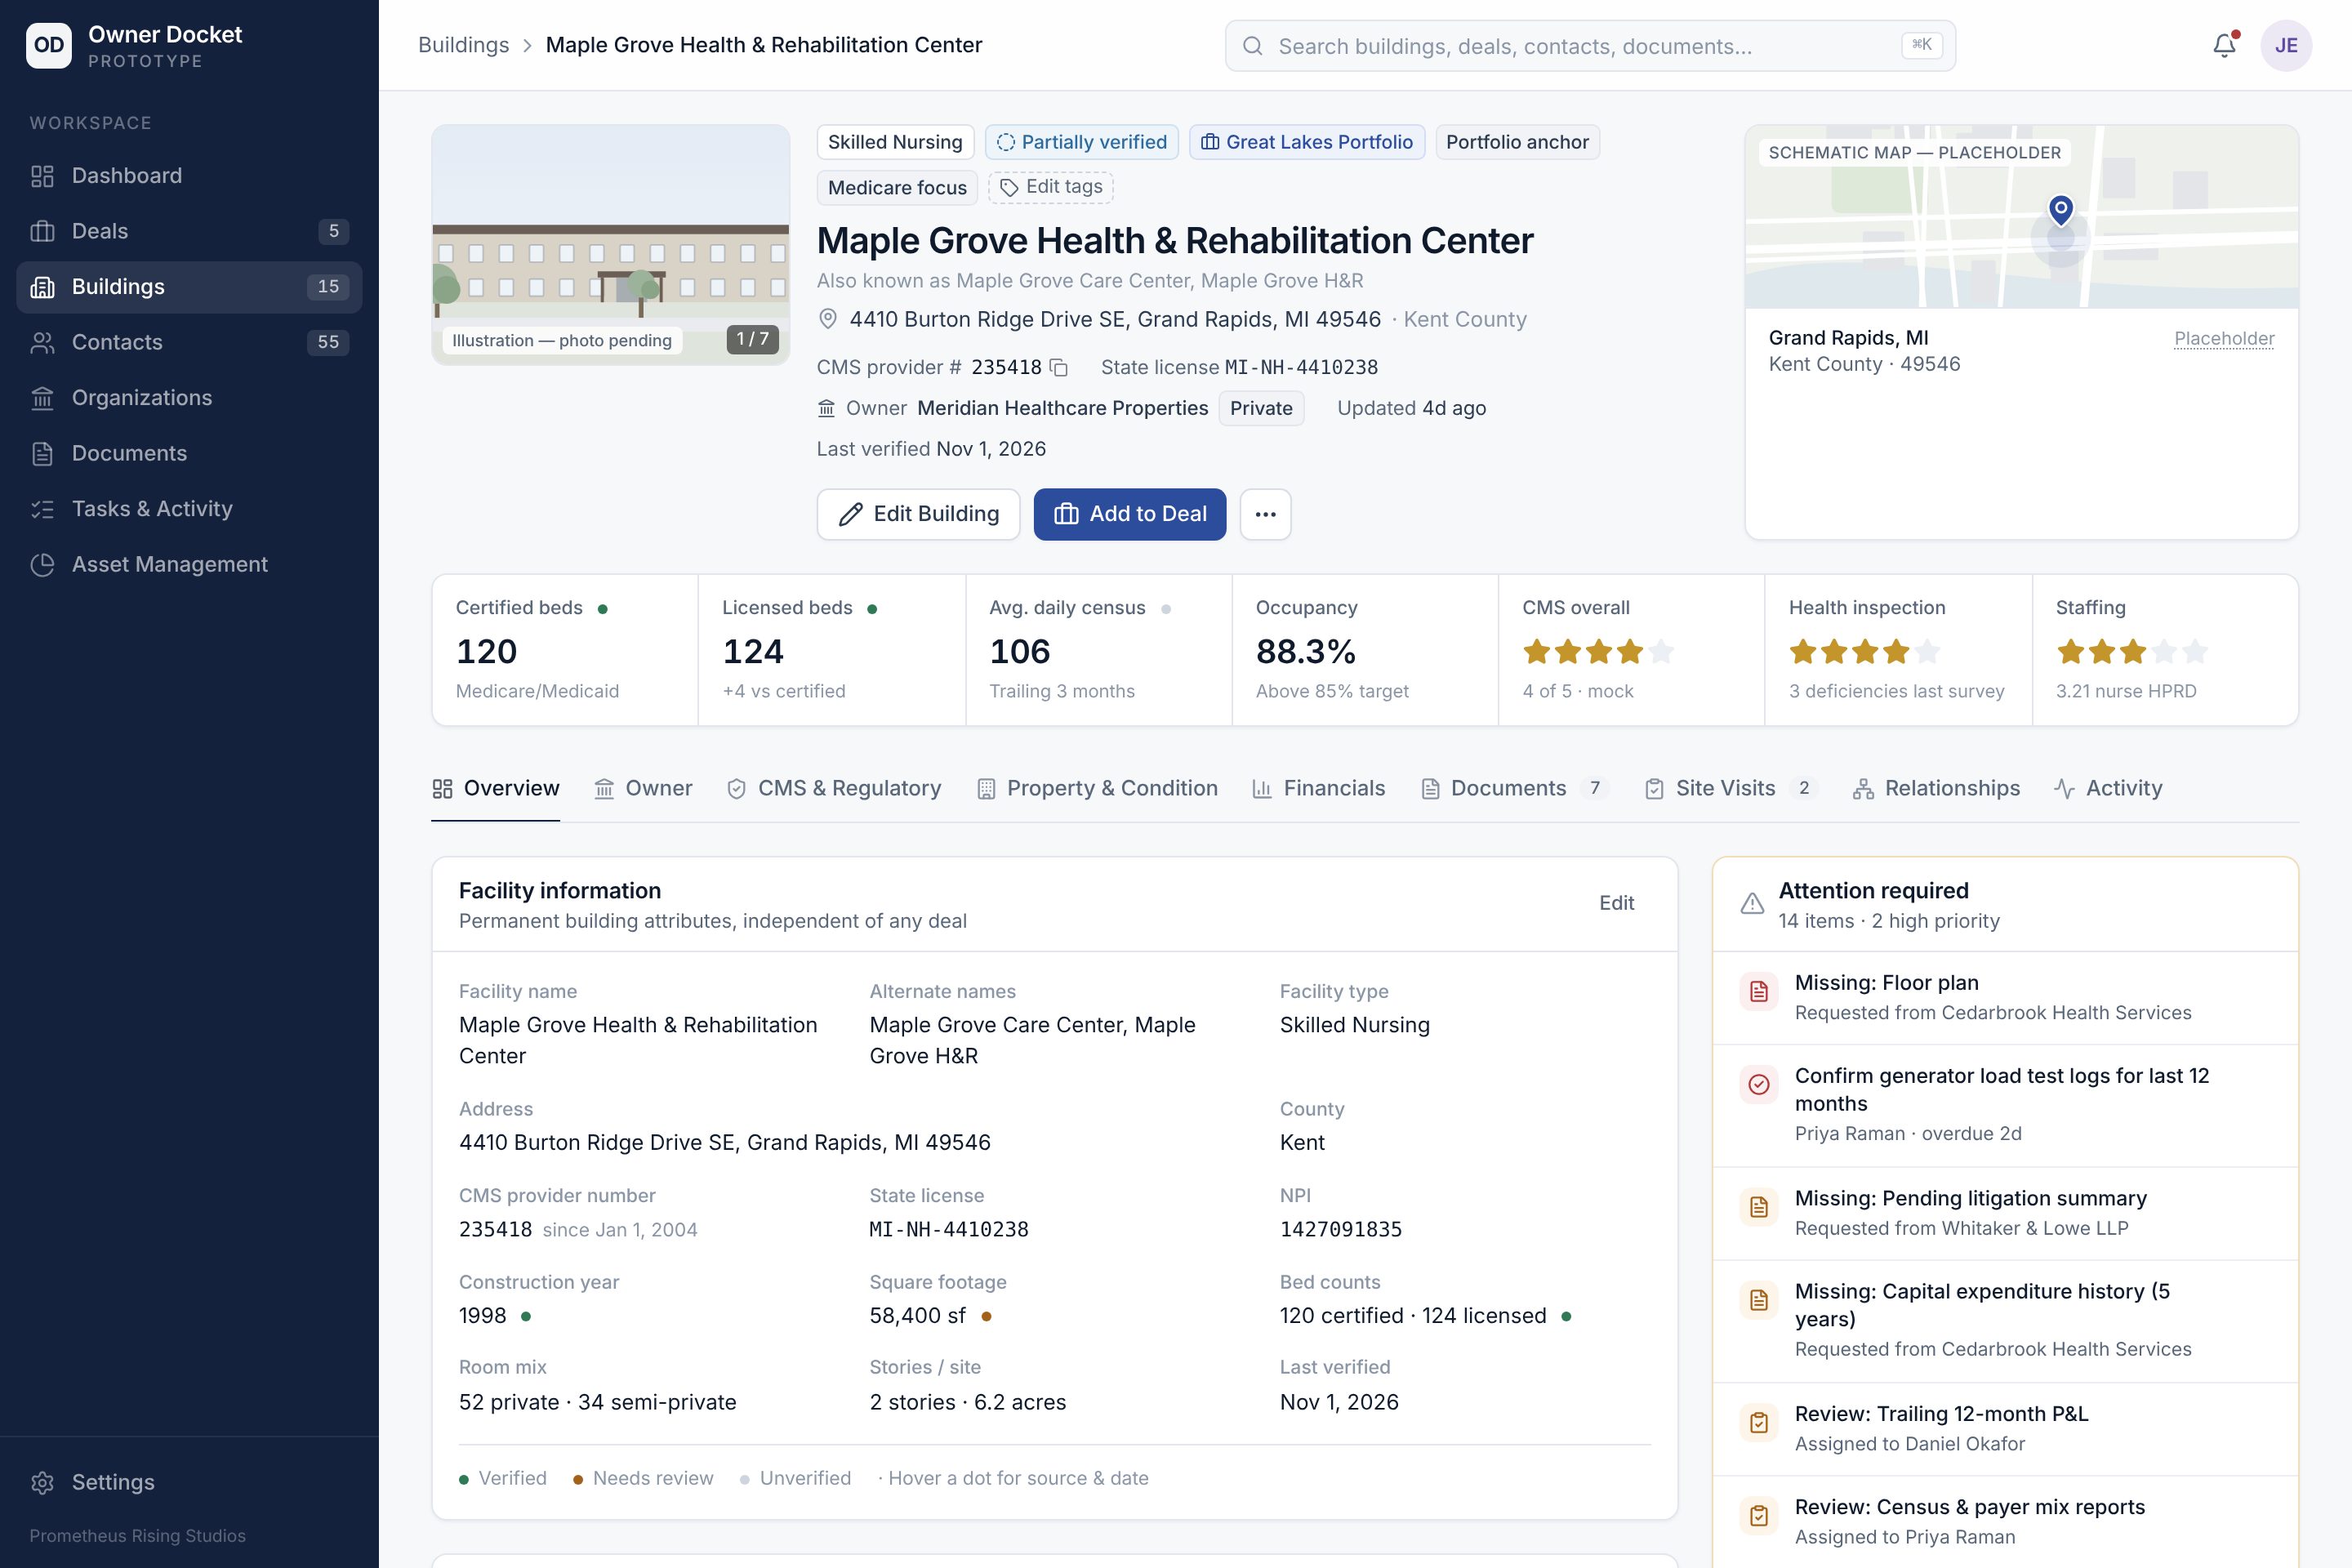 OD
Owner Docket
PROTOTYPE
WORKSPACE
Dashboard
Deals 5
Buildings 15
Contacts 55
Organizations
Documents
Tasks & Activity
Asset Management
Settings
Prometheus Rising Studios
Buildings > Maple Grove Health & Rehabilitation Center
Search buildings, deals, contacts, documents... ⌘K
JE
Illustration — photo pending 1 / 7
Skilled Nursing Partially verified Great Lakes Portfolio Portfolio anchor
Medicare focus Edit tags
Maple Grove Health & Rehabilitation Center
Also known as Maple Grove Care Center, Maple Grove H&R
4410 Burton Ridge Drive SE, Grand Rapids, MI 49546 · Kent County
CMS provider # 235418 State license MI-NH-4410238
Owner Meridian Healthcare Properties Private Updated 4d ago
Last verified Nov 1, 2026
Edit Building Add to Deal ...
SCHEMATIC MAP — PLACEHOLDER
Grand Rapids, MI Placeholder
Kent County · 49546
Certified beds
120
Medicare/Medicaid
Licensed beds
124
+4 vs certified
Avg. daily census
106
Trailing 3 months
Occupancy
88.3%
Above 85% target
CMS overall
4 of 5 · mock
Health inspection
3 deficiencies last survey
Staffing
3.21 nurse HPRD
Overview Owner CMS & Regulatory Property & Condition Financials Documents 7 Site Visits 2 Relationships Activity
Facility information
Permanent building attributes, independent of any deal
Edit
Facility name
Maple Grove Health & Rehabilitation
Center
Alternate names
Maple Grove Care Center, Maple
Grove H&R
Facility type
Skilled Nursing
Address
4410 Burton Ridge Drive SE, Grand Rapids, MI 49546
County
Kent
CMS provider number
235418 since Jan 1, 2004
State license
MI-NH-4410238
NPI
1427091835
Construction year
1998
Square footage
58,400 sf
Bed counts
120 certified · 124 licensed
Room mix
52 private · 34 semi-private
Stories / site
2 stories · 6.2 acres
Last verified
Nov 1, 2026
Verified Needs review Unverified · Hover a dot for source & date
Attention required
14 items · 2 high priority
Missing: Floor plan
Requested from Cedarbrook Health Services
Confirm generator load test logs for last 12
months
Priya Raman · overdue 2d
Missing: Pending litigation summary
Requested from Whitaker & Lowe LLP
Missing: Capital expenditure history (5
years)
Requested from Cedarbrook Health Services
Review: Trailing 12-month P&L
Assigned to Daniel Okafor
Review: Census & payer mix reports
Assigned to Priya Raman